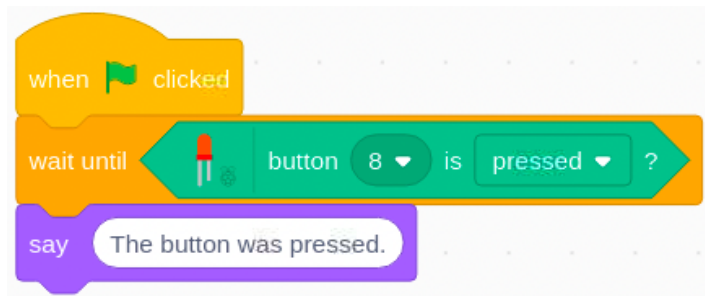 when clicked
wait until button 8 is pressed ?
say The button was pressed.